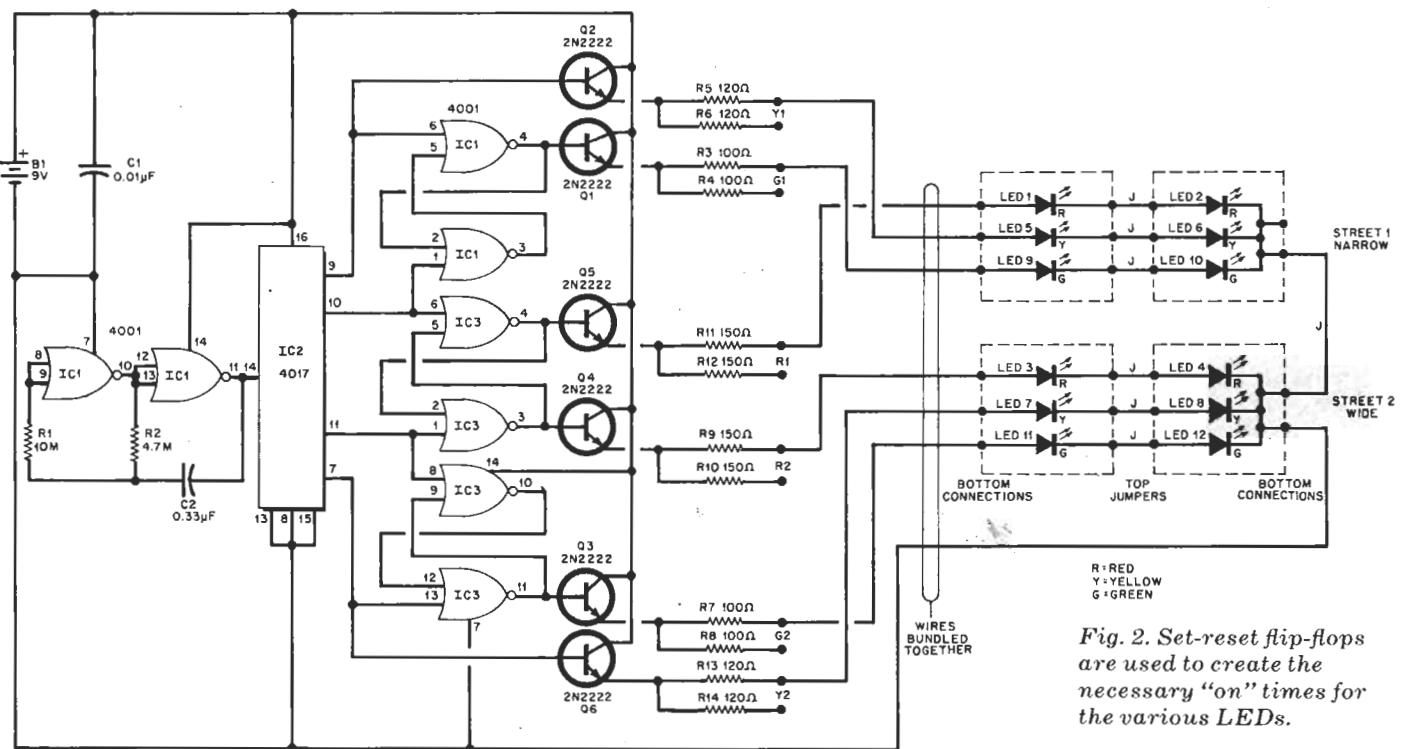 Q2
2N2222
4001
6
5
IC1
4
2N2222
Q1
2
1
IC1
3
+
B1
9V
C1
0.01µF
16
9
10
11
7
IC2
4017
14
13
8
15
4001
8
9
IC1
7
10
12
13
IC1
14
11
R1
10M
R2
4.7M
C2
0.33µF
Q5
2N2222
6
5
IC3
4
Q4
2N2222
2
1
IC3
3
8
9
IC3
14
10
Q3
2N2222
12
13
IC3
11
7
2N2222
Q6
R5 120Ω
R6 120Ω
Y1
R3 100Ω
R4 100Ω
G1
R11 150Ω
R12 150Ω
R1
R9 150Ω
R10 150Ω
R2
R7 100Ω
R8 100Ω
G2
R13 120Ω
R14 120Ω
Y2
LED 1
R
J
LED 2
R
LED 5
Y
J
LED 6
Y
LED 9
G
J
LED 10
G
STREET 1
NARROW
J
LED 3
R
J
LED 4
R
LED 7
Y
J
LED 8
Y
LED 11
G
J
LED 12
G
STREET 2
WIDE
BOTTOM
CONNECTIONS
TOP
JUMPERS
BOTTOM
CONNECTIONS
WIRES
BUNDLED
TOGETHER
R=RED
Y=YELLOW
G=GREEN
Fig. 2. Set-reset flip-flops
are used to create the
necessary "on" times for
the various LEDs.